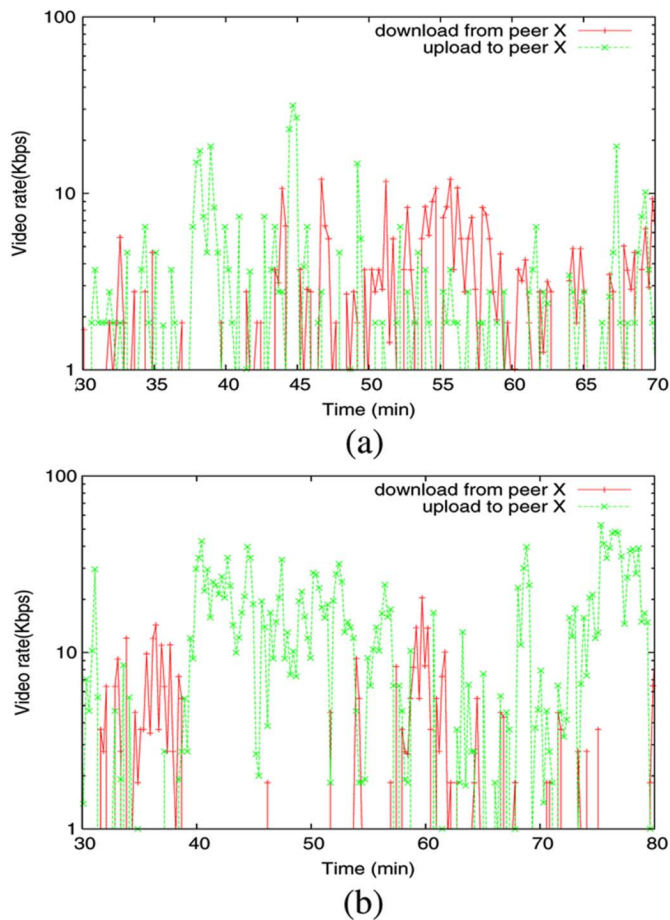 100
download from peer X
upload to peer X
Video rate(Kbps)
10
1
30 35 40 45 50 55 60 65 70
Time (min)
(a)
100
download from peer X
upload to peer X
Video rate(Kbps)
10
1
30 40 50 60 70 80
Time (min)
(b)